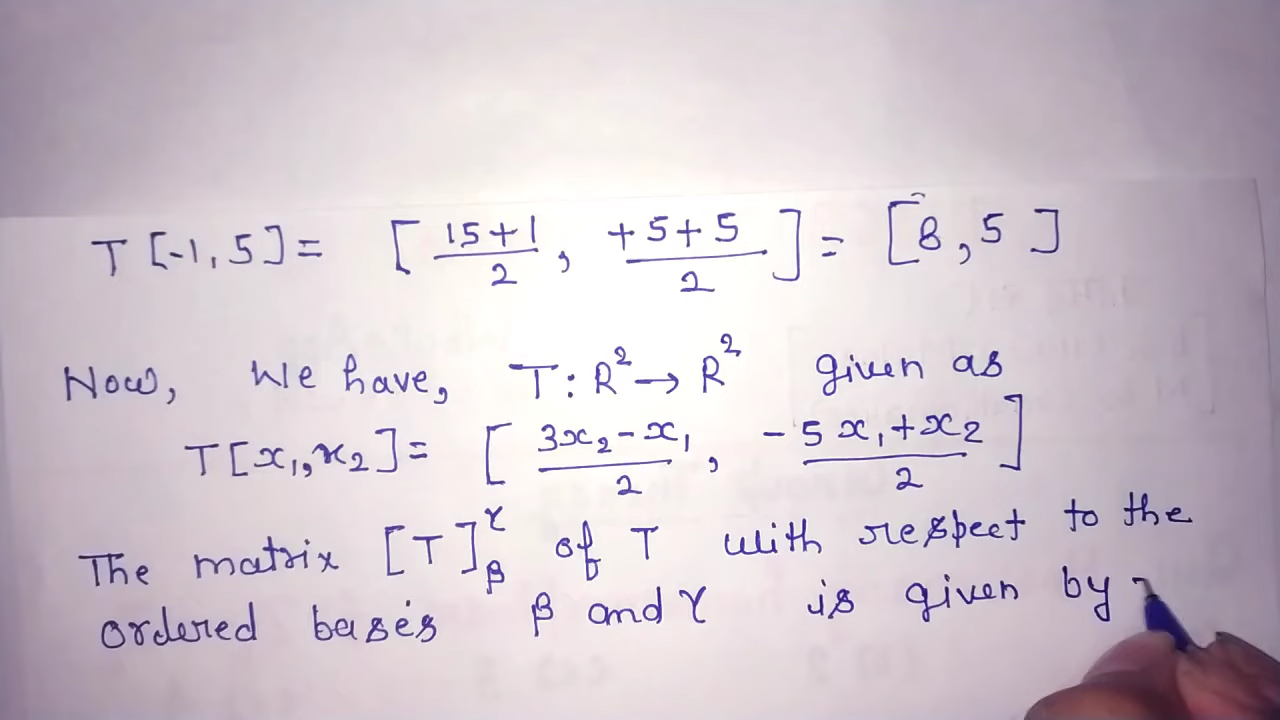 T [-1, 5] = [ (15+1)/2 , (+5+5)/2 ] = [8, 5]
Now, We have, T : R² → R² given as
T[x₁, x₂] = [ (3x₂ - x₁)/2 , (-5x₁ + x₂)/2 ]
The matrix [T]ᵞᵦ of T with respect to the
ordered bases β and γ is given by